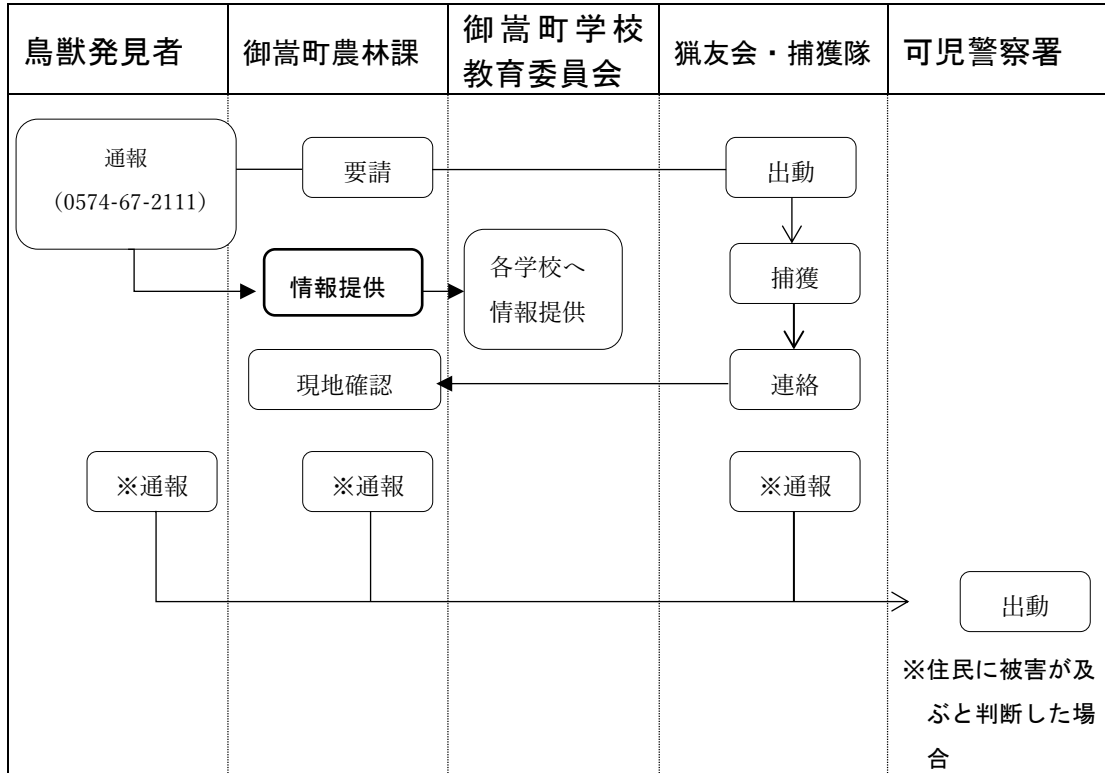 鳥獣発見者
御嵩町農林課
御嵩町学校
教育委員会
猟友会・捕獲隊
可児警察署
通報
（0574-67-2111）
要請
出動
情報提供
各学校へ
情報提供
捕獲
現地確認
連絡
※通報
※通報
※通報
出動
※住民に被害が及
ぶと判断した場
合